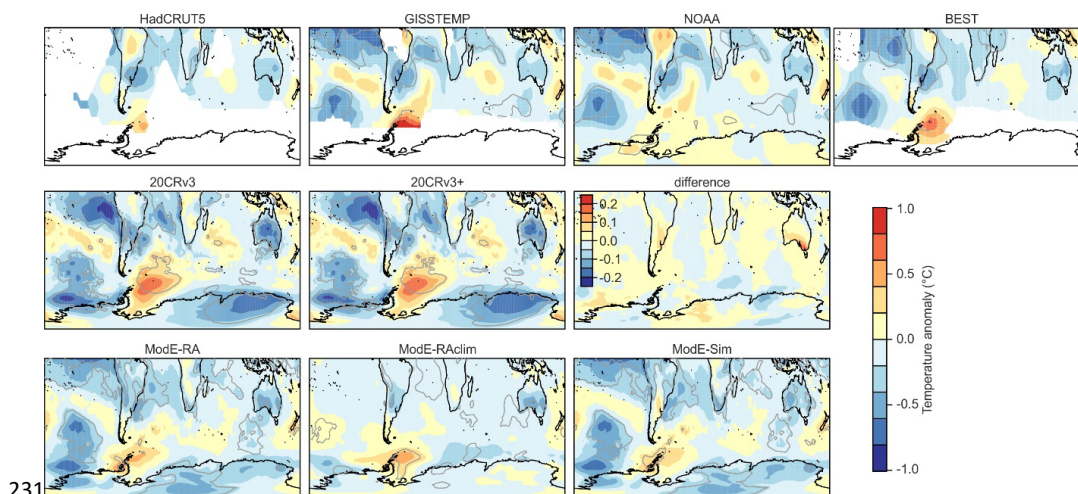 HadCRUT5 GISSTEMP NOAA BEST
20CRv3 20CRv3+ difference
0.2
0.1
0.0
-0.1
-0.2
1.0
0.5
0.0
-0.5
-1.0
Temperature anomaly (°C)
ModE-RA ModE-RAclim ModE-Sim
231